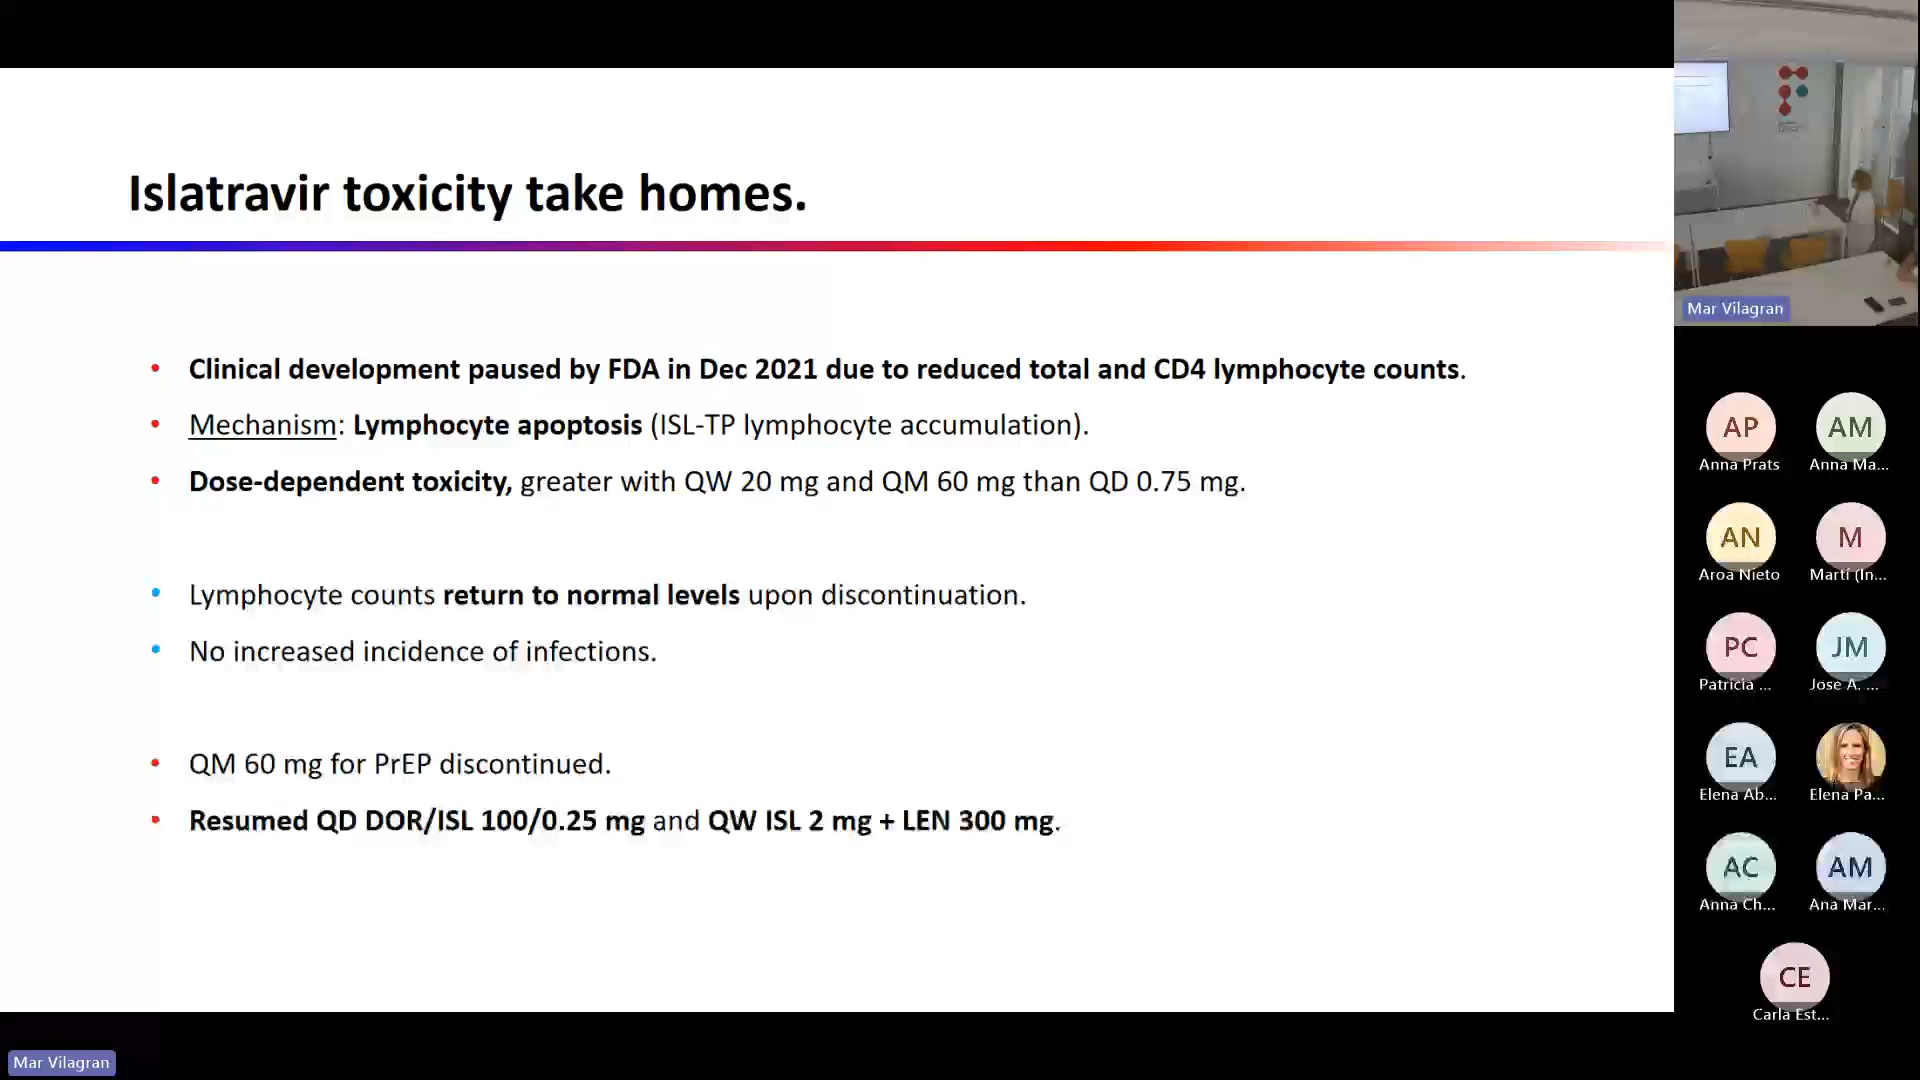 Islatravir toxicity take homes.
• Clinical development paused by FDA in Dec 2021 due to reduced total and CD4 lymphocyte counts.
• Mechanism: Lymphocyte apoptosis (ISL-TP lymphocyte accumulation).
• Dose-dependent toxicity, greater with QW 20 mg and QM 60 mg than QD 0.75 mg.
• Lymphocyte counts return to normal levels upon discontinuation.
• No increased incidence of infections.
• QM 60 mg for PrEP discontinued.
• Resumed QD DOR/ISL 100/0.25 mg and QW ISL 2 mg + LEN 300 mg.
Mar Vilagran
Mar Vilagran
AP
Anna Prats
AM
Anna Ma...
AN
Aroa Nieto
M
Martí (In...
PC
Patricia ...
JM
Jose A. ...
EA
Elena Ab...
Elena Pa...
AC
Anna Ch...
AM
Ana Mar...
CE
Carla Est...